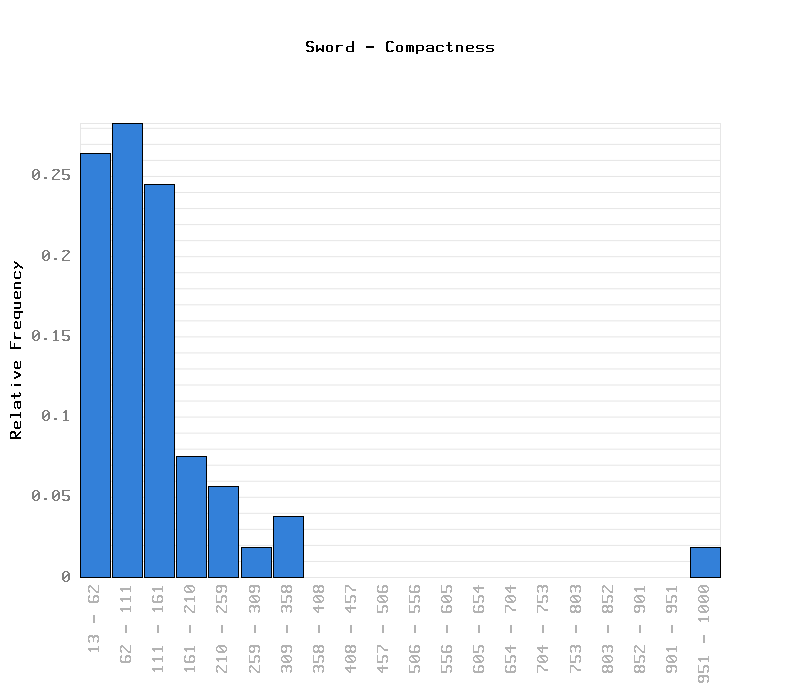 Sword - Compactness
Relative Frequency
0.25
0.2
0.15
0.1
0.05
0
13 - 62
62 - 111
111 - 161
161 - 210
210 - 259
259 - 309
309 - 358
358 - 408
408 - 457
457 - 506
506 - 556
556 - 605
605 - 654
654 - 704
704 - 753
753 - 803
803 - 852
852 - 901
901 - 951
951 - 1000